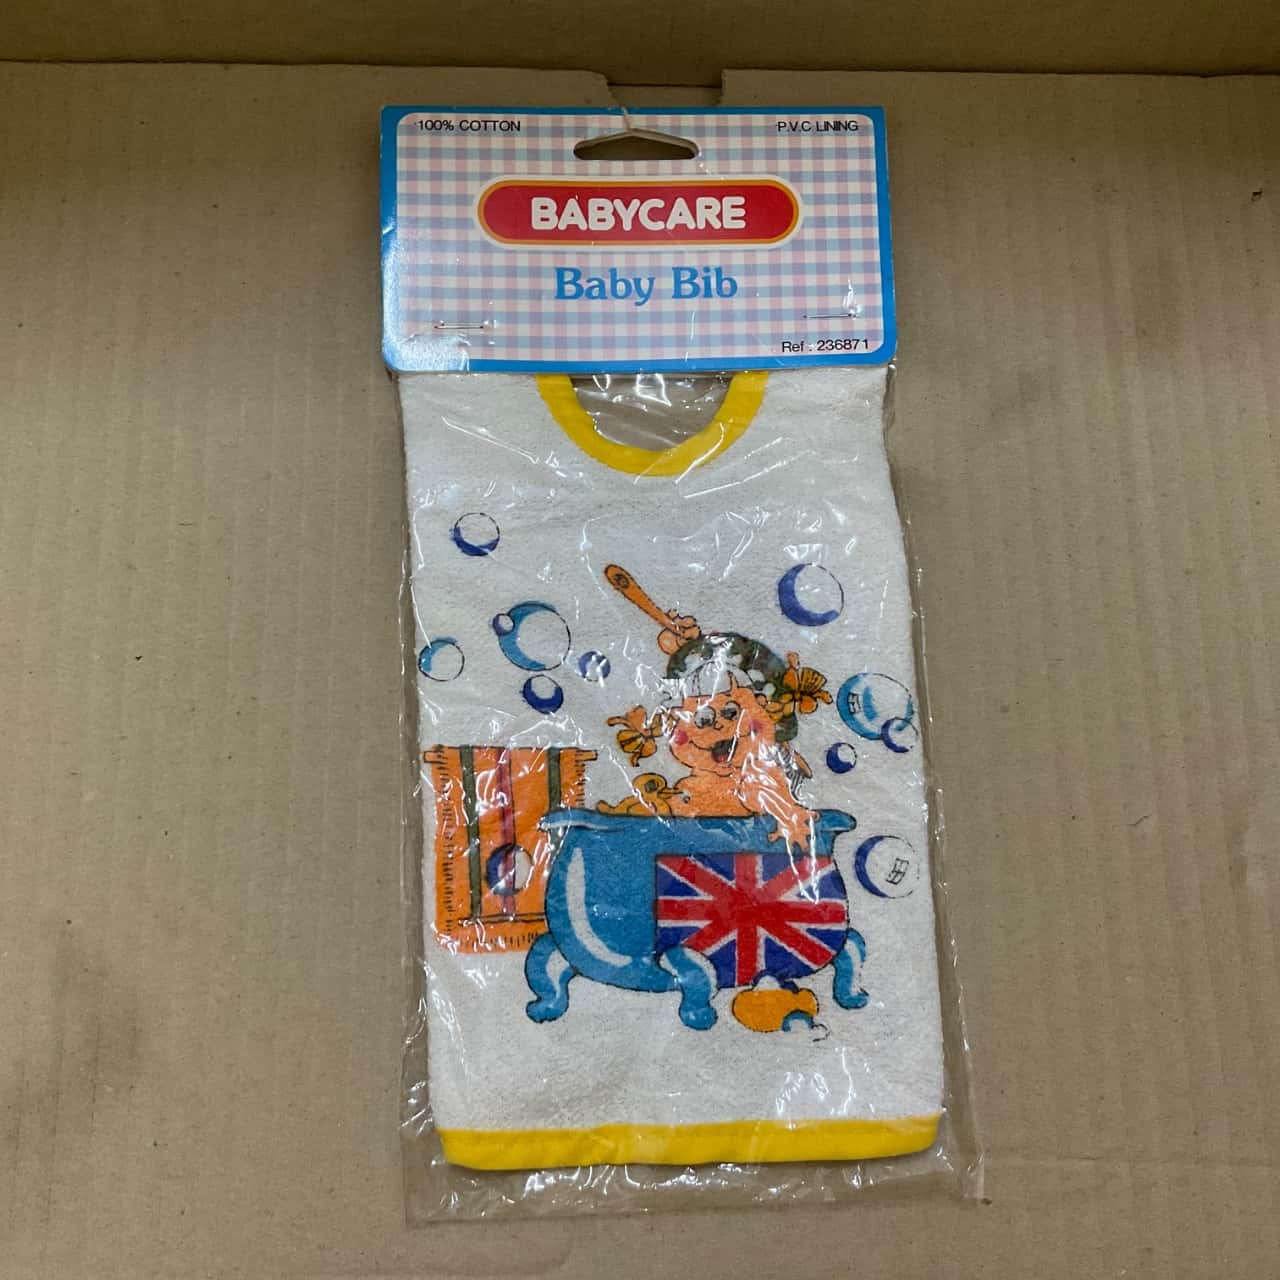 100% COTTON
P.V.C LINING
BABYCARE
Baby Bib
Ref : 236871